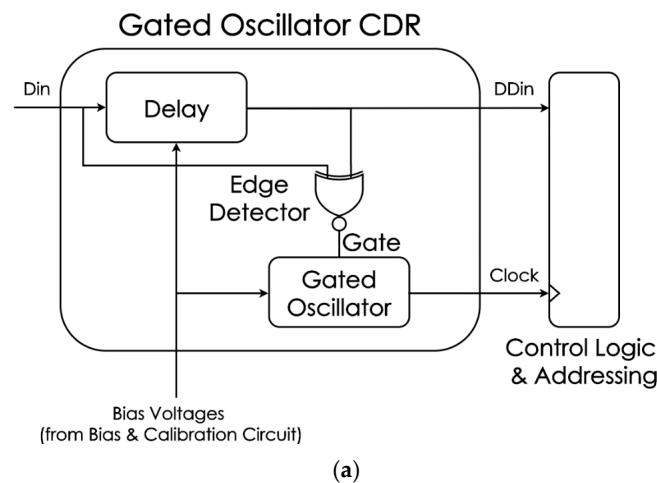 Gated Oscillator CDR
Din
Delay
DDin
Edge
Detector
Gate
Gated
Oscillator
Clock
Control Logic
& Addressing
Bias Voltages
(from Bias & Calibration Circuit)
(a)